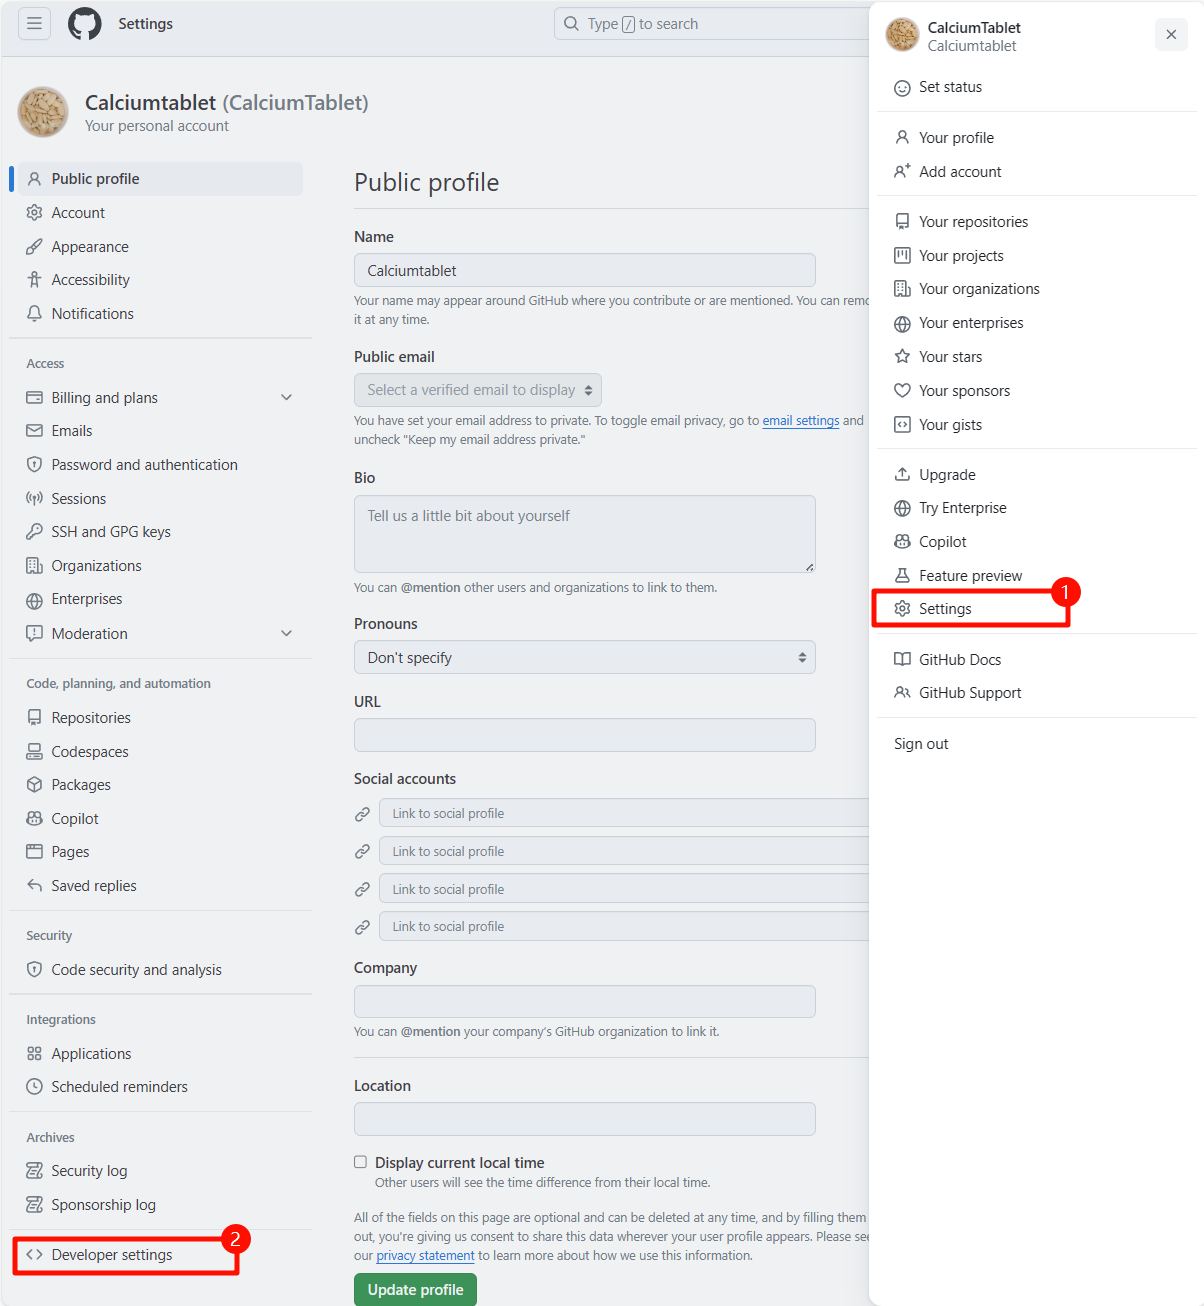 Settings
Type / to search
Calciumtablet (CalciumTablet)
Your personal account
Public profile
Account
Appearance
Accessibility
Notifications
Access
Billing and plans
Emails
Password and authentication
Sessions
SSH and GPG keys
Organizations
Enterprises
Moderation
Code, planning, and automation
Repositories
Codespaces
Packages
Copilot
Pages
Saved replies
Security
Code security and analysis
Integrations
Applications
Scheduled reminders
Archives
Security log
Sponsorship log
Developer settings
2
Public profile
Name
Calciumtablet
Your name may appear around GitHub where you contribute or are mentioned. You can remo
it at any time.
Public email
Select a verified email to display
You have set your email address to private. To toggle email privacy, go to email settings and
uncheck "Keep my email address private."
Bio
Tell us a little bit about yourself
You can @mention other users and organizations to link to them.
Pronouns
Don't specify
URL
Social accounts
Link to social profile
Link to social profile
Link to social profile
Link to social profile
Company
You can @mention your company's GitHub organization to link it.
Location
Display current local time
Other users will see the time difference from their local time.
All of the fields on this page are optional and can be deleted at any time, and by filling them
out, you're giving us consent to share this data wherever your user profile appears. Please see
our privacy statement to learn more about how we use this information.
Update profile
CalciumTablet
Calciumtablet
Set status
Your profile
Add account
Your repositories
Your projects
Your organizations
Your enterprises
Your stars
Your sponsors
Your gists
Upgrade
Try Enterprise
Copilot
Feature preview
1
Settings
GitHub Docs
GitHub Support
Sign out